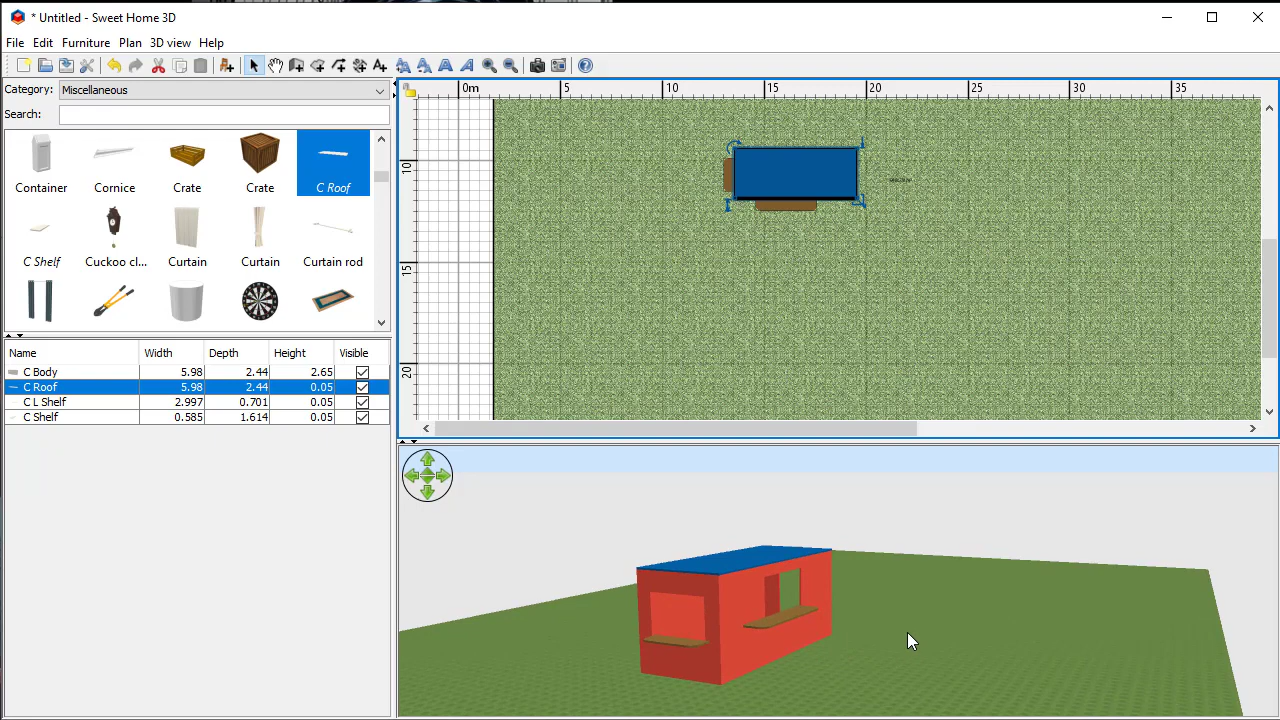 * Untitled - Sweet Home 3D
File Edit Furniture Plan 3D view Help
Category: Miscellaneous
Search:
Container Cornice Crate Crate C Roof
C Shelf Cuckoo cl... Curtain Curtain Curtain rod
Name Width Depth Height Visible
C Body 5.98 2.44 2.65
C Roof 5.98 2.44 0.05
C L Shelf 2.997 0.701 0.05
C Shelf 0.585 1.614 0.05
0m 5 10 15 20 25 30 35
10
15
20